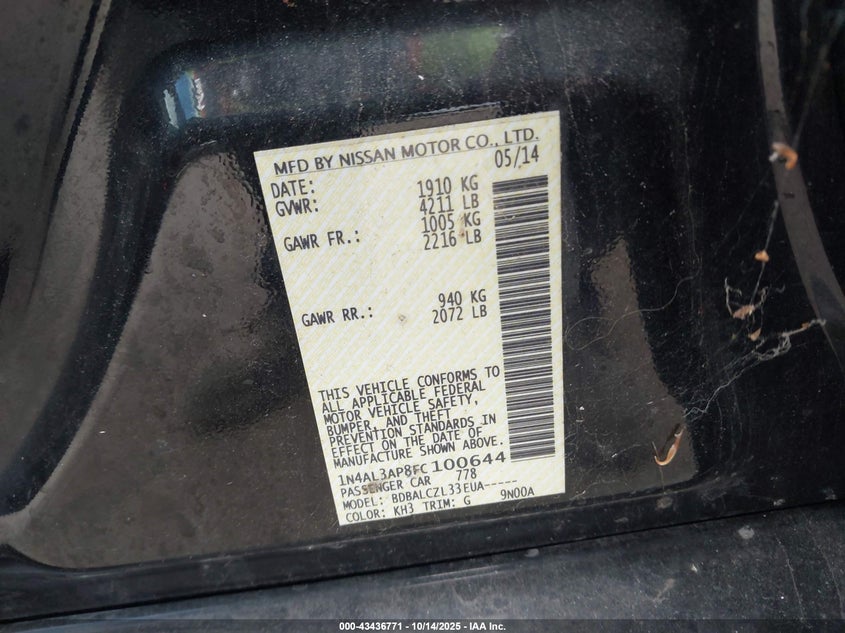 MFD BY NISSAN MOTOR CO., LTD.
DATE: 05/14
GVWR: 1910 KG
4211 LB
GAWR FR.: 1005 KG
2216 LB
GAWR RR.: 940 KG
2072 LB
THIS VEHICLE CONFORMS TO
ALL APPLICABLE FEDERAL
MOTOR VEHICLE SAFETY,
BUMPER, AND THEFT
PREVENTION STANDARDS IN
EFFECT ON THE DATE OF
MANUFACTURE SHOWN ABOVE.
1N4AL3AP8FC100644
PASSENGER CAR 778
MODEL: BDBALCZL33EUA-----
COLOR: KH3 TRIM: G 9N00A
000-43436771 - 10/14/2025 - IAA Inc.